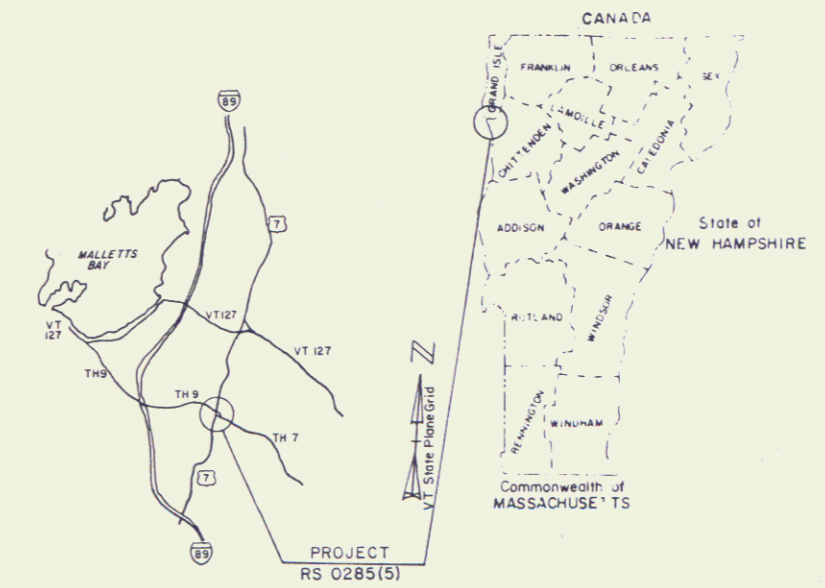 CANADA
GRAND ISLE
FRANKLIN
ORLEANS
SEX
LAMOILLE
CHITTENDEN
WASHINGTON
CALEDONIA
ADDISON
ORANGE
State of
NEW HAMPSHIRE
RUTLAND
WINDSOR
BENNINGTON
WINDHAM
Commonwealth of
MASSACHUSETTS
89
7
MALLETTS
BAY
VT
127
VT 127
VT 127
TH9
TH 9
TH 7
7
89
N
VT State Plane Grid
PROJECT
RS 0285(5)